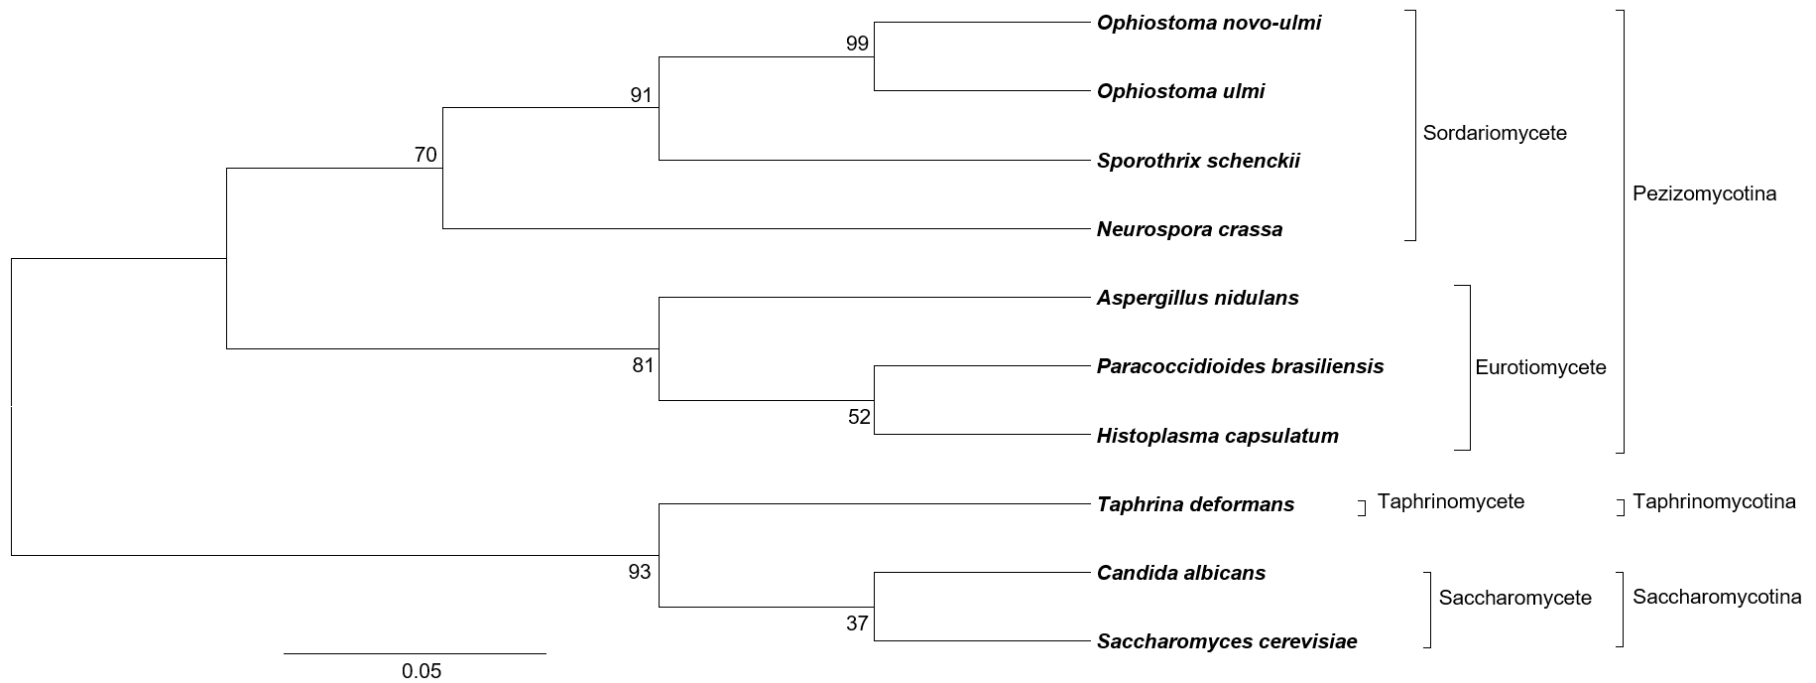 Ophiostoma novo-ulmi
99
Ophiostoma ulmi
91
Sordariomycete
70
Sporothrix schenckii
Pezizomycotina
Neurospora crassa
Aspergillus nidulans
81
Paracoccidioides brasiliensis
Eurotiomycete
52
Histoplasma capsulatum
Taphrina deformans
Taphrinomycete
Taphrinomycotina
93
Candida albicans
Saccharomycete
Saccharomycotina
37
Saccharomyces cerevisiae
0.05